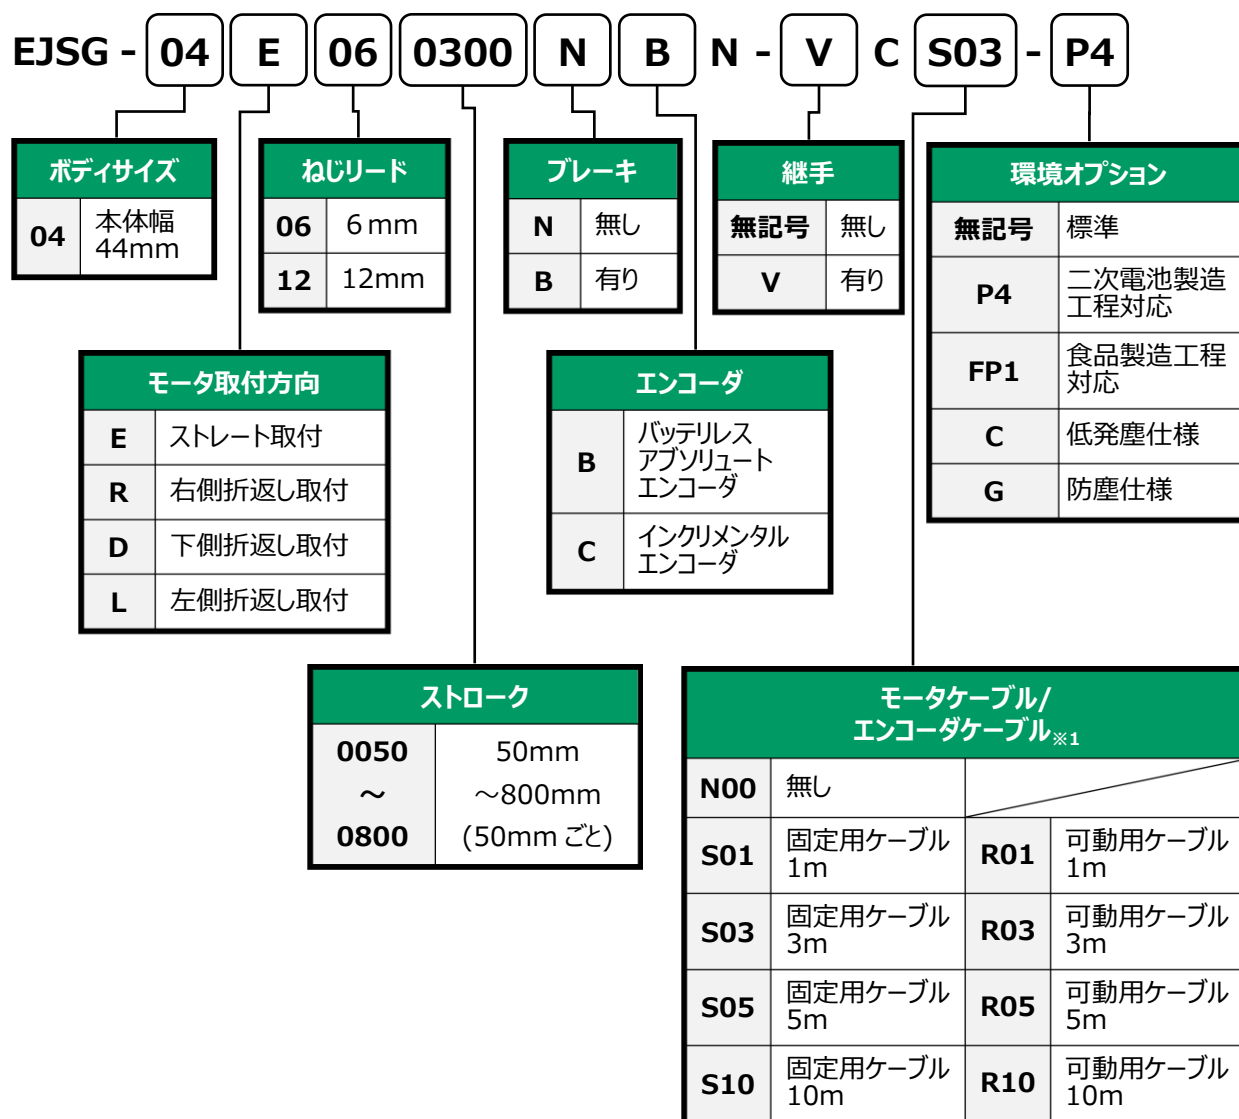 EJSG - 04 E 06 0300 N B N - V C S03 - P4
ボディサイズ
04 本体幅
44mm
ねじリード
06 6mm
12 12mm
ブレーキ
N 無し
B 有り
継手
無記号 無し
V 有り
環境オプション
無記号 標準
P4 二次電池製造
工程対応
FP1 食品製造工程
対応
C 低発塵仕様
G 防塵仕様
モータ取付方向
E ストレート取付
R 右側折返し取付
D 下側折返し取付
L 左側折返し取付
エンコーダ
B バッテリレス
アブソリュート
エンコーダ
C インクリメンタル
エンコーダ
ストローク
0050 50mm
～ ～800mm
0800 (50mm ごと)
モータケーブル/
エンコーダケーブル※1
N00 無し
S01 固定用ケーブル
1m
R01 可動用ケーブル
1m
S03 固定用ケーブル
3m
R03 可動用ケーブル
3m
S05 固定用ケーブル
5m
R05 可動用ケーブル
5m
S10 固定用ケーブル
10m
R10 可動用ケーブル
10m